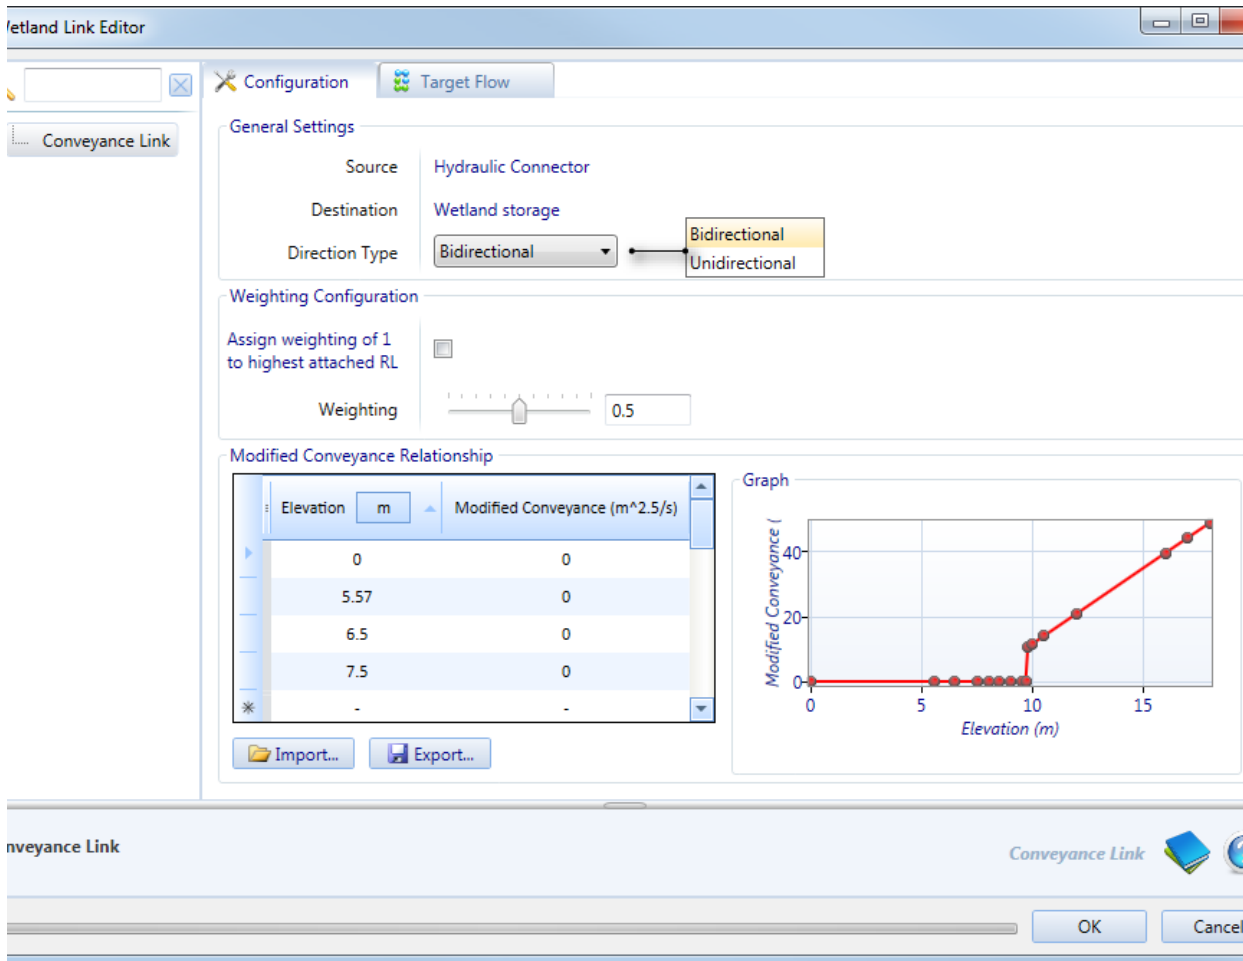 etland Link Editor
Configuration
Target Flow
Conveyance Link
General Settings
Source
Hydraulic Connector
Destination
Wetland storage
Direction Type
Bidirectional
Bidirectional
Unidirectional
Weighting Configuration
Assign weighting of 1
to highest attached RL
Weighting
0.5
Modified Conveyance Relationship
Elevation m Modified Conveyance (m^2.5/s)
0 0
5.57 0
6.5 0
7.5 0
- -
Import...
Export...
Graph
Modified Conveyance (
40
20
0
0 5 10 15
Elevation (m)
nveyance Link
Conveyance Link
OK
Cancel